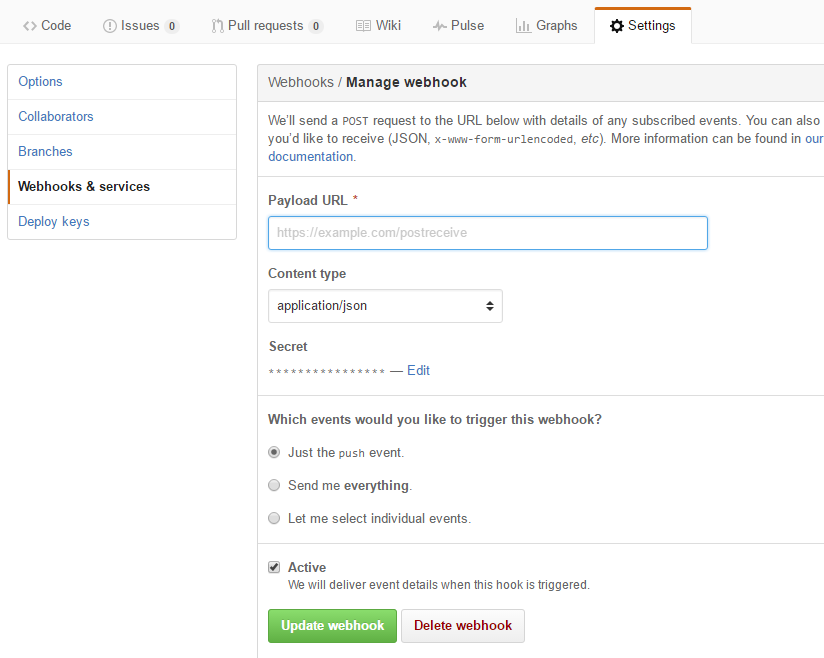 Code Issues 0 Pull requests 0 Wiki Pulse Graphs Settings
Options
Collaborators
Branches
Webhooks & services
Deploy keys
Webhooks / Manage webhook
We'll send a POST request to the URL below with details of any subscribed events. You can also
you'd like to receive (JSON, x-www-form-urlencoded, etc). More information can be found in our
documentation.
Payload URL *
https://example.com/postreceive
Content type
application/json
Secret
**************** — Edit
Which events would you like to trigger this webhook?
Just the push event.
Send me everything.
Let me select individual events.
Active
We will deliver event details when this hook is triggered.
Update webhook Delete webhook